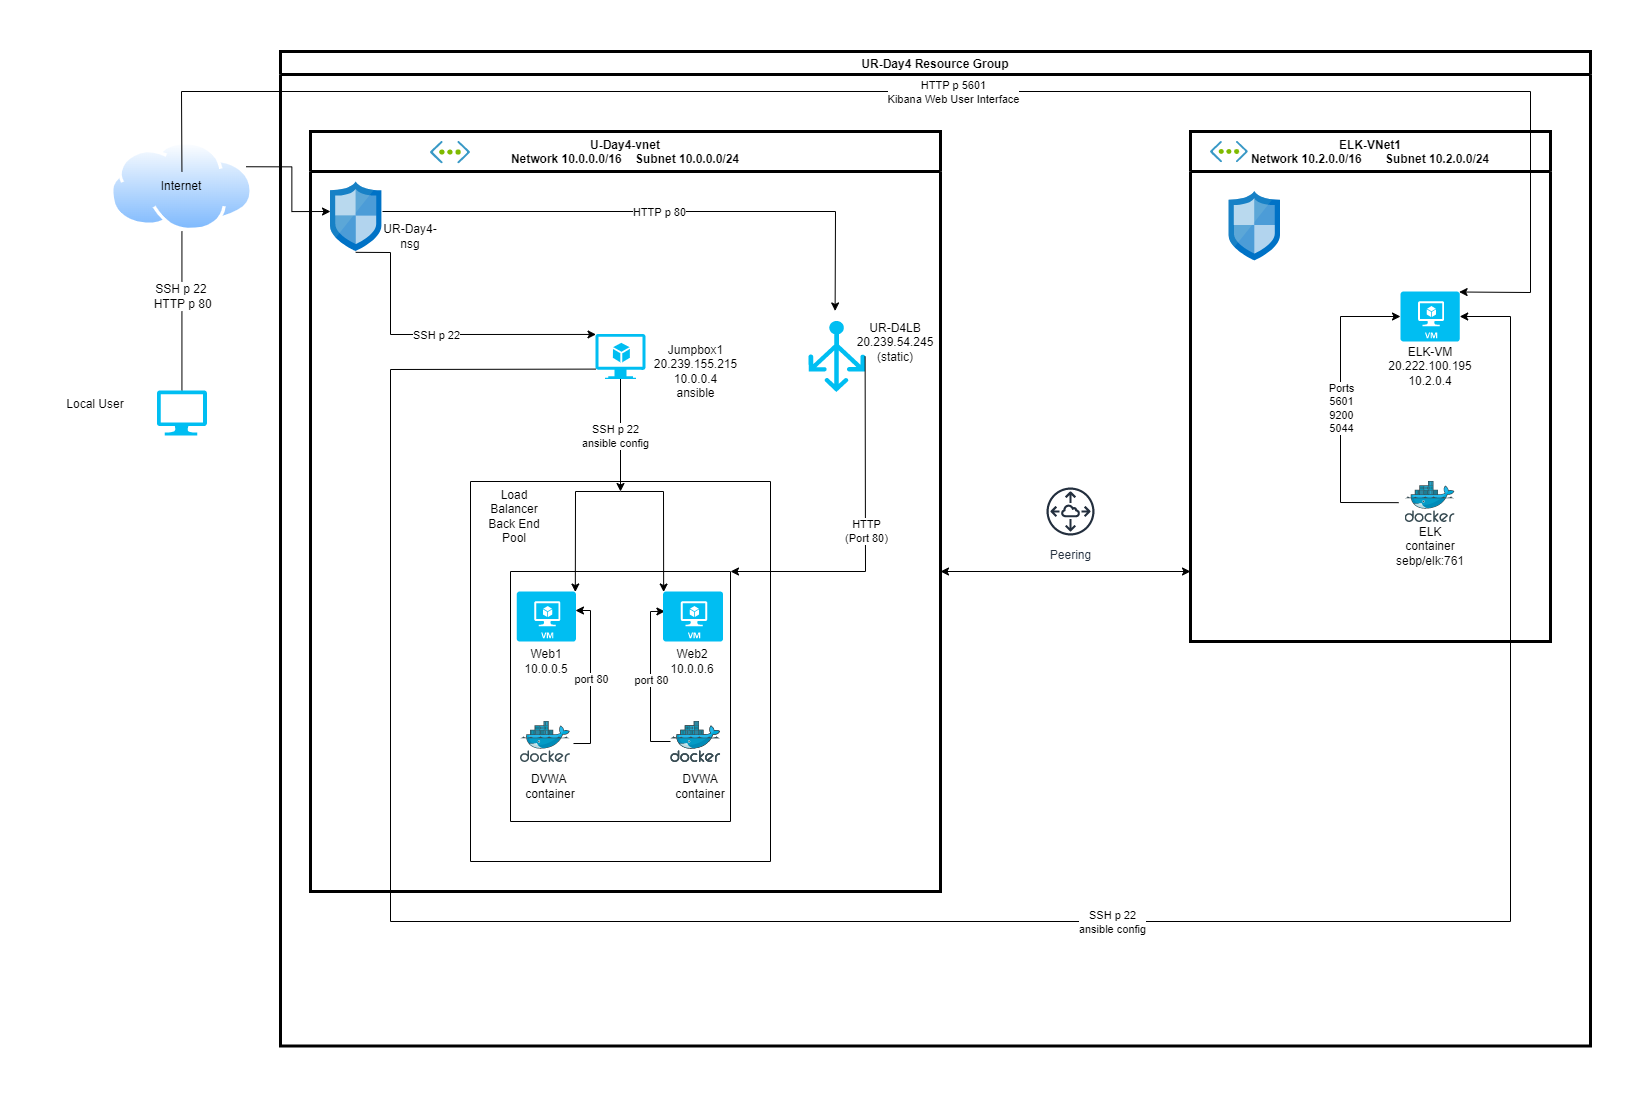 UR-Day4 Resource Group
HTTP p 5601
Kibana Web User Interface
U-Day4-vnet
Network 10.0.0.0/16 Subnet 10.0.0.0/24
ELK-VNet1
Network 10.2.0.0/16 Subnet 10.2.0.0/24
Internet
UR-Day4-
nsg
HTTP p 80
SSH p 22
HTTP p 80
SSH p 22
Local User
Jumpbox1
20.239.155.215
10.0.0.4
ansible
UR-D4LB
20.239.54.245
(static)
VM
ELK-VM
20.222.100.195
10.2.0.4
Ports
5601
9200
5044
SSH p 22
ansible config
Load
Balancer
Back End
Pool
HTTP
(Port 80)
Peering
docker
ELK
container
sebp/elk:761
VM
Web1
10.0.0.5
port 80
VM
Web2
10.0.0.6
port 80
docker
DVWA
container
docker
DVWA
container
SSH p 22
ansible config